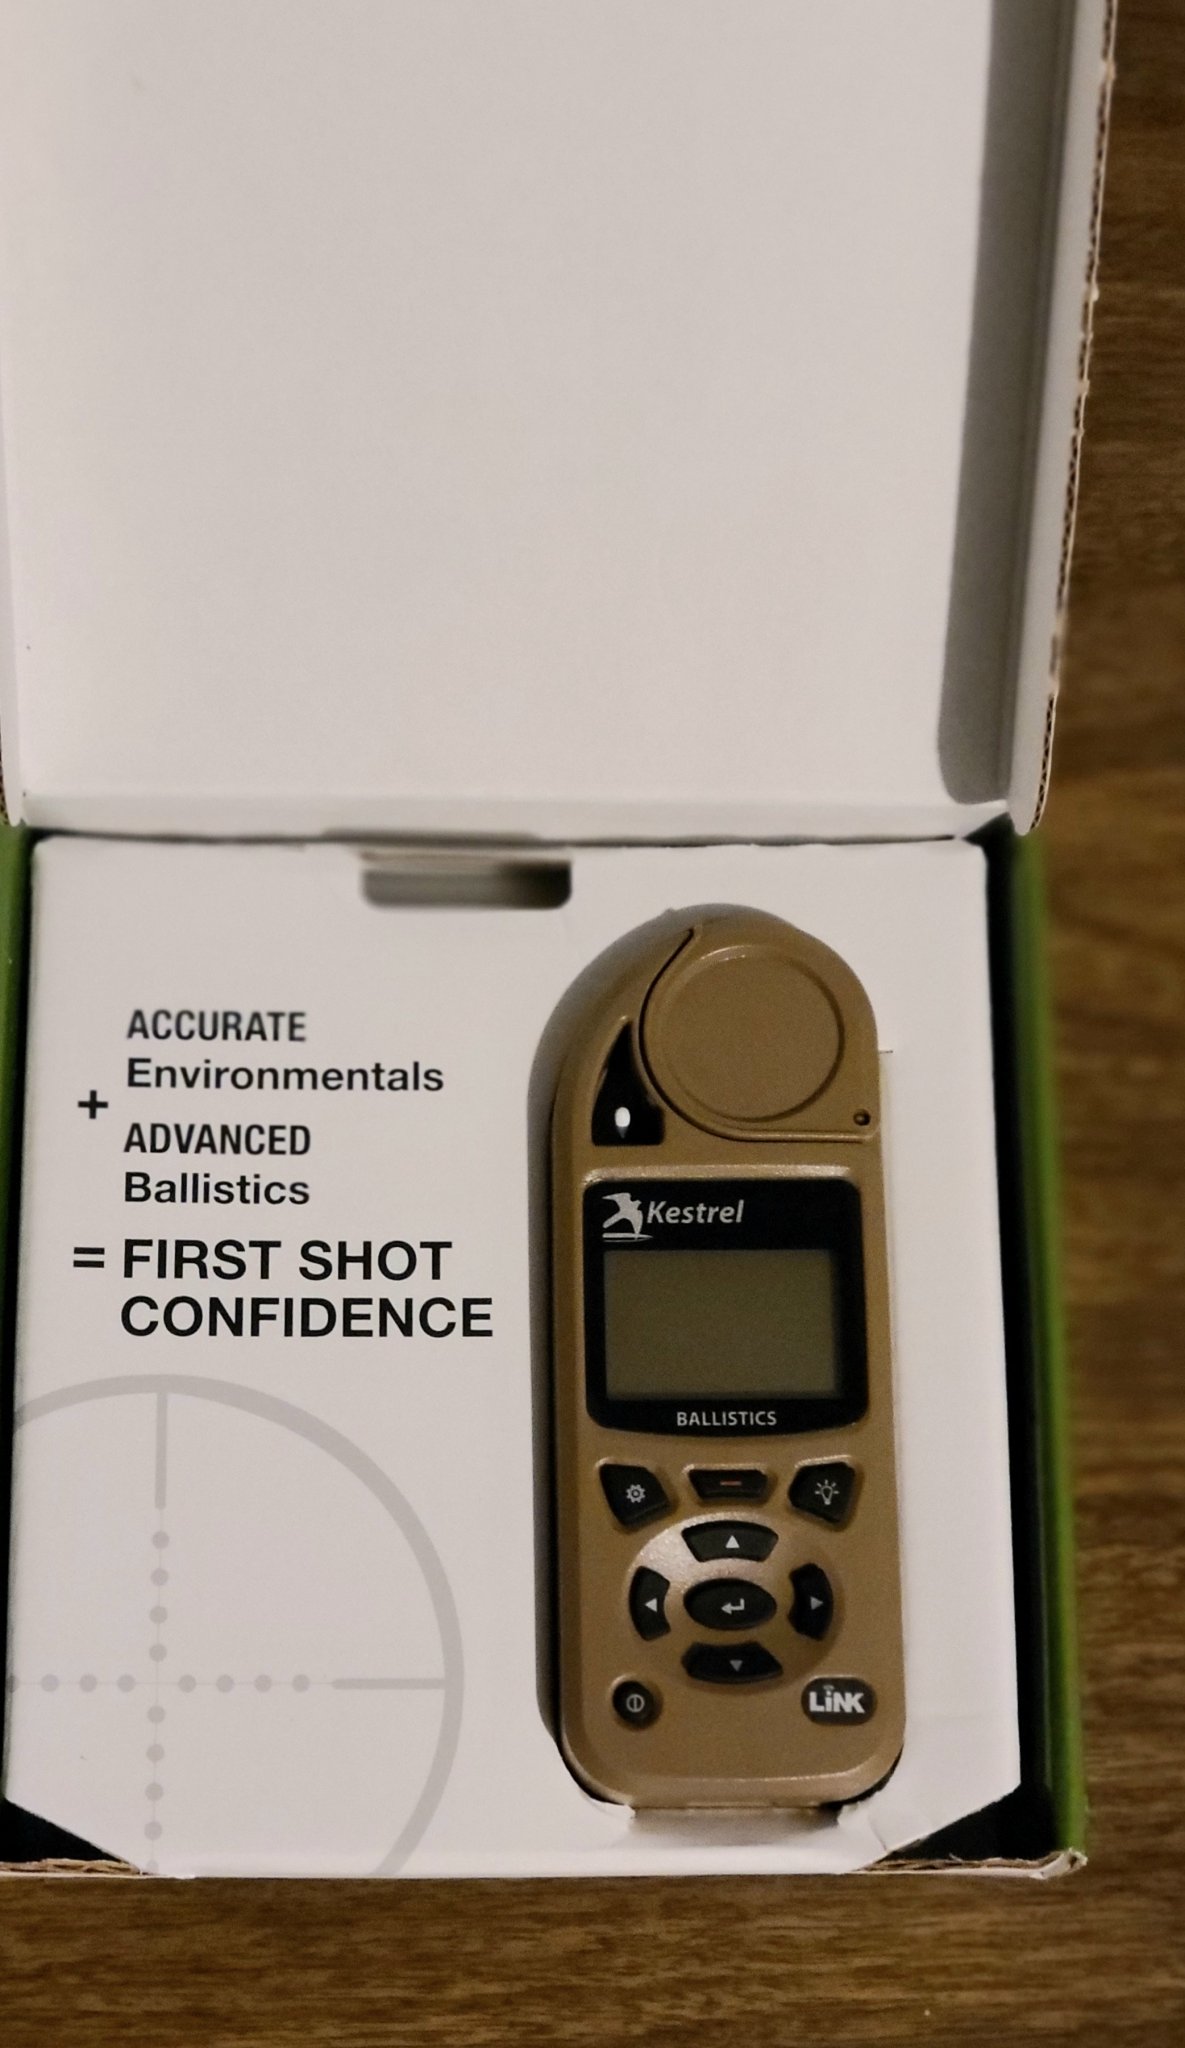 ACCURATE
Environmentals
+
ADVANCED
Ballistics
= FIRST SHOT
CONFIDENCE
Kestrel
BALLISTICS
LiNK